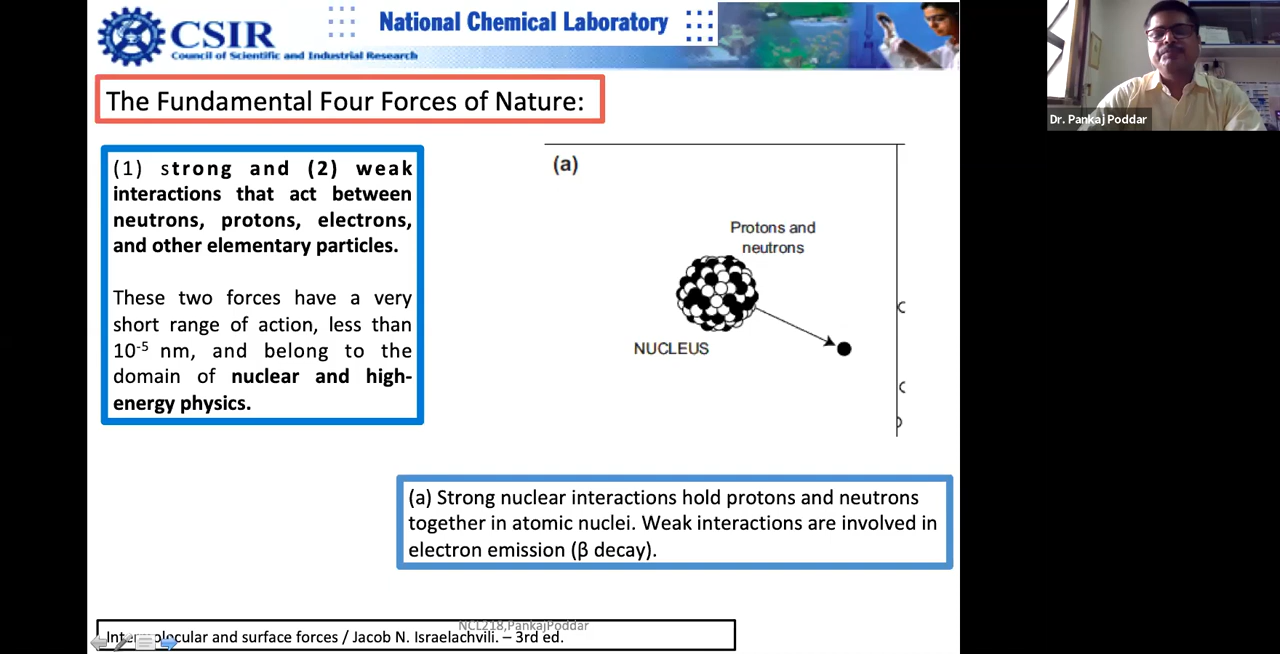 CSIR
Council of Scientific and Industrial Research
National Chemical Laboratory
Dr. Pankaj Poddar
The Fundamental Four Forces of Nature:
(1) strong and (2) weak
interactions that act between
neutrons, protons, electrons,
and other elementary particles.
These two forces have a very
short range of action, less than
10⁻⁵ nm, and belong to the
domain of nuclear and high-
energy physics.
(a)
Protons and
neutrons
NUCLEUS
(a) Strong nuclear interactions hold protons and neutrons
together in atomic nuclei. Weak interactions are involved in
electron emission (β decay).
NCL218,PankajPoddar
Intermolecular and surface forces / Jacob N. Israelachvili. – 3rd ed.